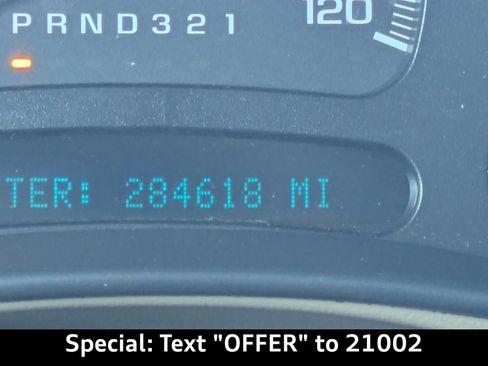 PRND321
120
TER: 284618 MI
Special: Text "OFFER" to 21002